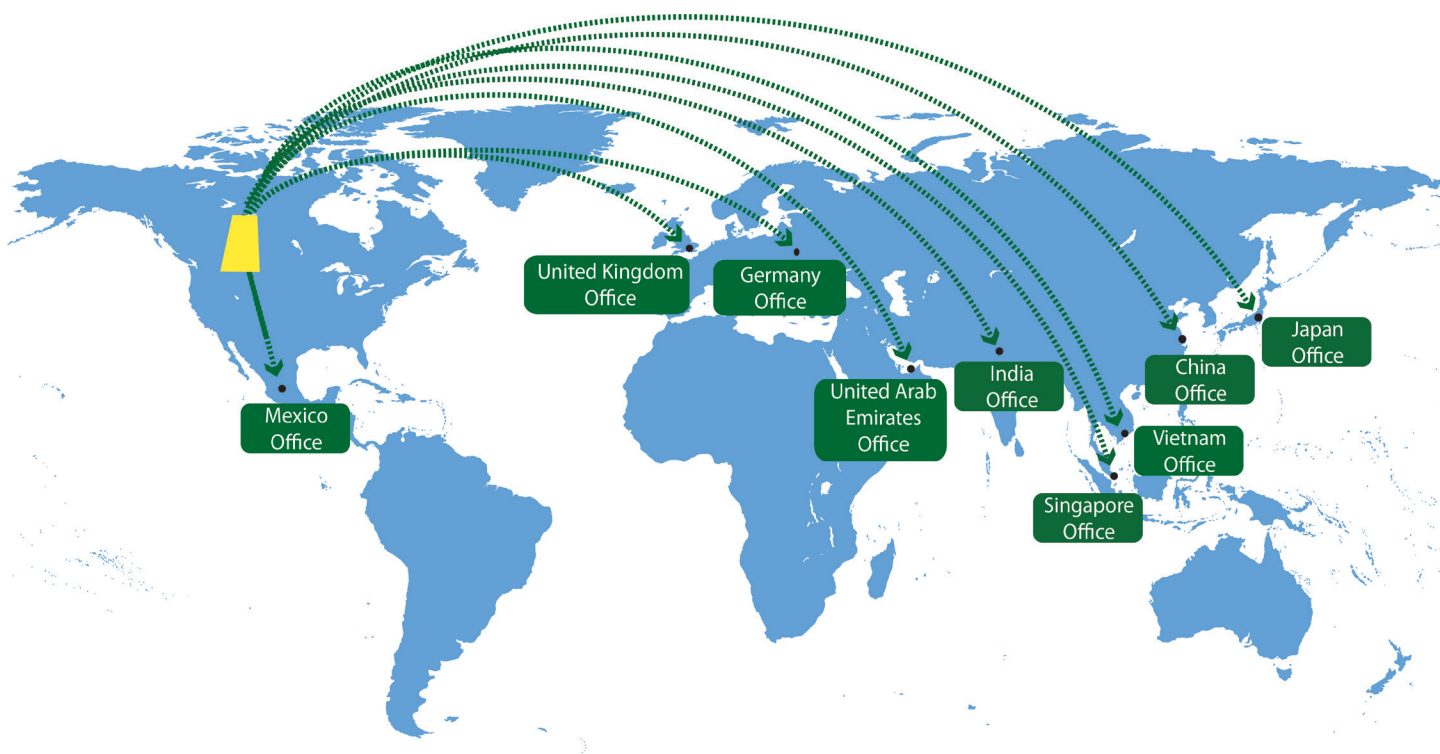 United Kingdom
Office
Germany
Office
Japan
Office
China
Office
India
Office
United Arab
Emirates
Office
Mexico
Office
Vietnam
Office
Singapore
Office